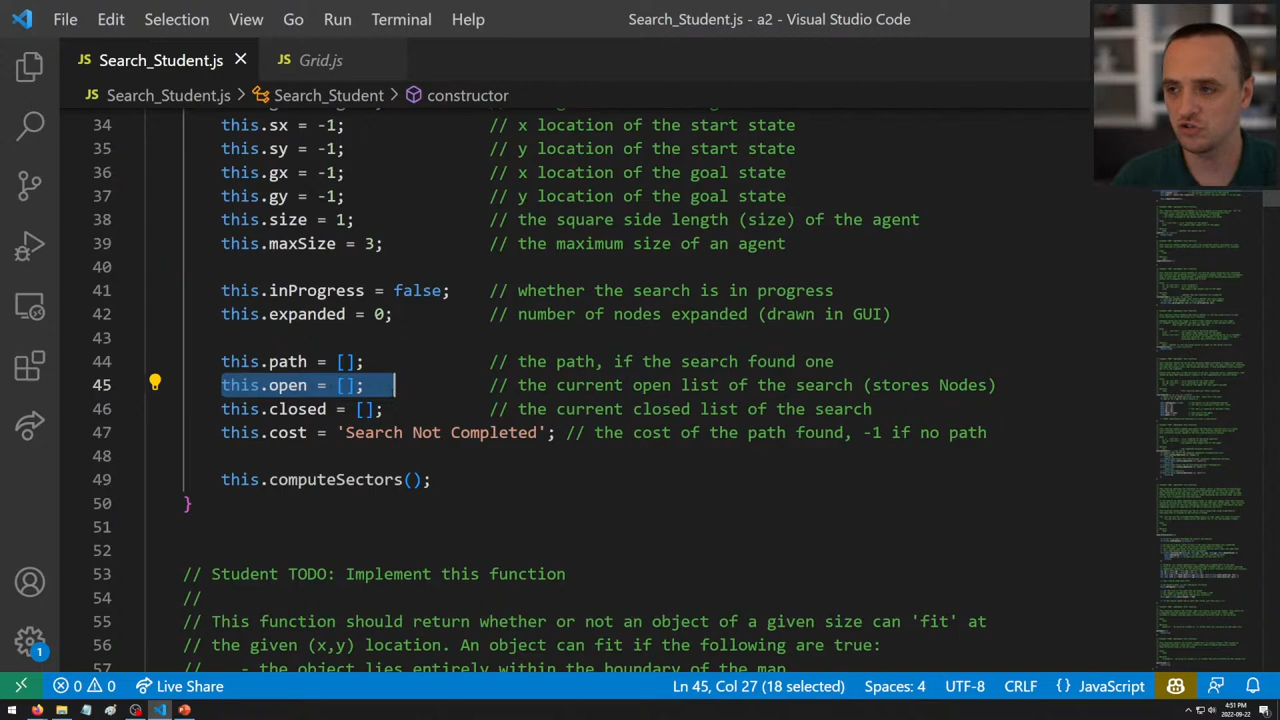 File Edit Selection View Go Run Terminal Help Search_Student.js - a2 - Visual Studio Code
JS Search_Student.js × JS Grid.js
JS Search_Student.js > Search_Student > constructor
34 this.sx = -1; // x location of the start state
35 this.sy = -1; // y location of the start state
36 this.gx = -1; // x location of the goal state
37 this.gy = -1; // y location of the goal state
38 this.size = 1; // the square side length (size) of the agent
39 this.maxSize = 3; // the maximum size of an agent
40
41 this.inProgress = false; // whether the search is in progress
42 this.expanded = 0; // number of nodes expanded (drawn in GUI)
43
44 this.path = []; // the path, if the search found one
45 this.open = []; // the current open list of the search (stores Nodes)
46 this.closed = []; // the current closed list of the search
47 this.cost = 'Search Not Completed'; // the cost of the path found, -1 if no path
48
49 this.computeSectors();
50 }
51
52
53 // Student TODO: Implement this function
54 //
55 // This function should return whether or not an object of a given size can 'fit' at
56 // the given (x,y) location. An object can fit if the following are true:
57 // - the object lies entirely within the boundary of the map
1
0 0 Live Share Ln 45, Col 27 (18 selected) Spaces: 4 UTF-8 CRLF {} JavaScript
4:51 PM
2022-09-22